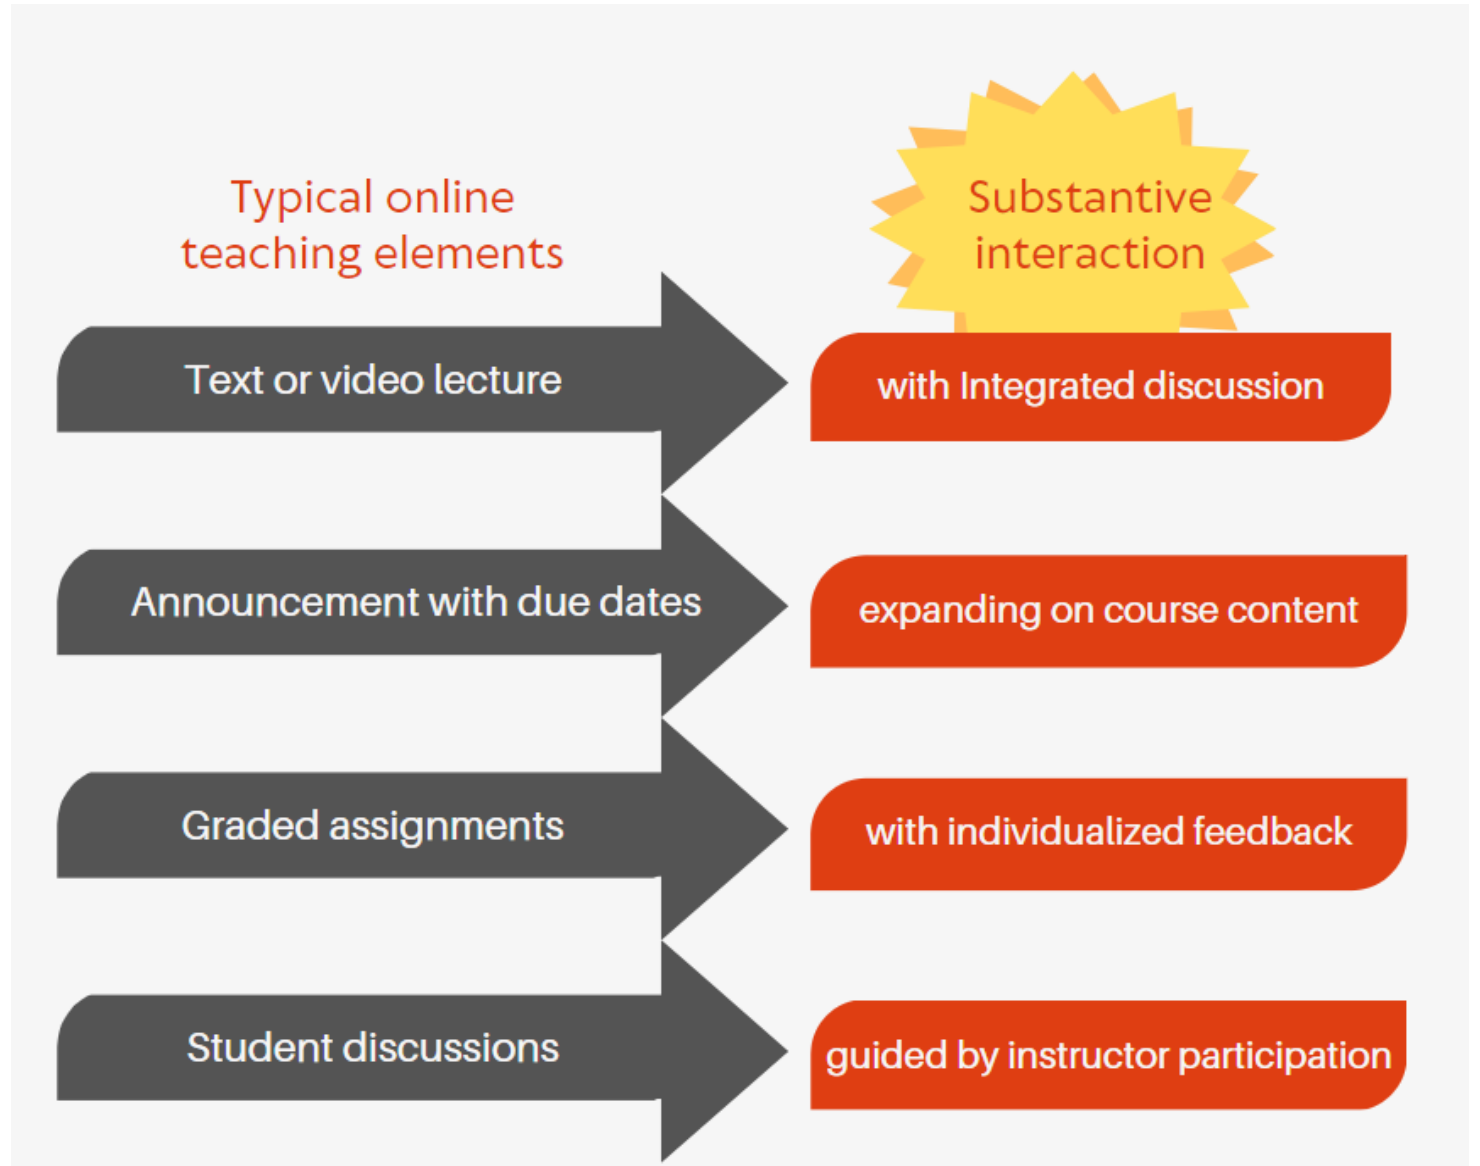 Typical online
teaching elements
Substantive
interaction
Text or video lecture
with Integrated discussion
Announcement with due dates
expanding on course content
Graded assignments
with individualized feedback
Student discussions
guided by instructor participation